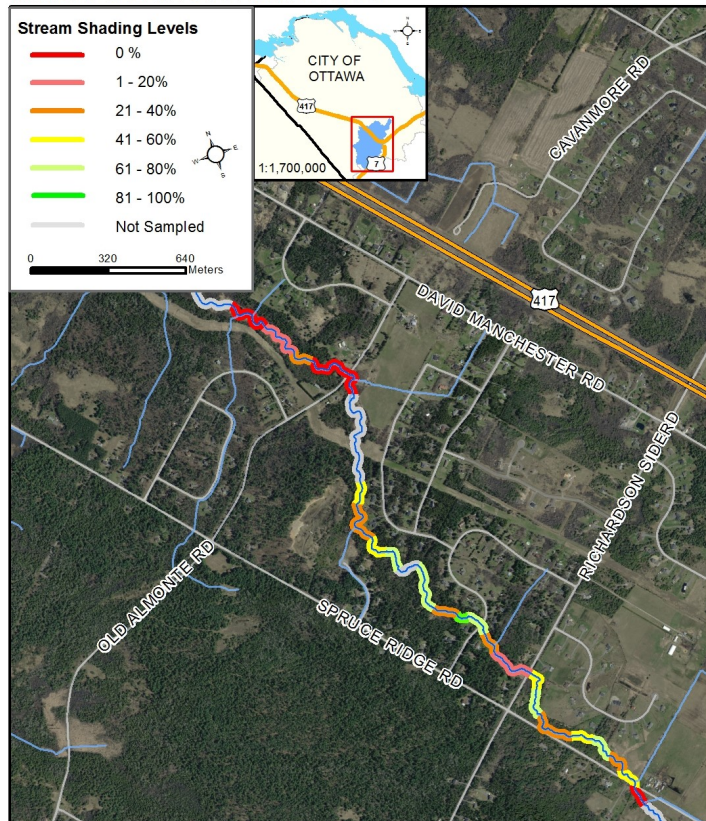 Stream Shading Levels
0 %
1 - 20%
21 - 40%
41 - 60%
61 - 80%
81 - 100%
Not Sampled
N
W
E
S
0
320
640
Meters
CITY OF
OTTAWA
417
7
1:1,700,000
CAVANMORE RD
417
DAVID MANCHESTER RD
RICHARDSON SIDERD
OLD ALMONTE RD
SPRUCE RIDGE RD